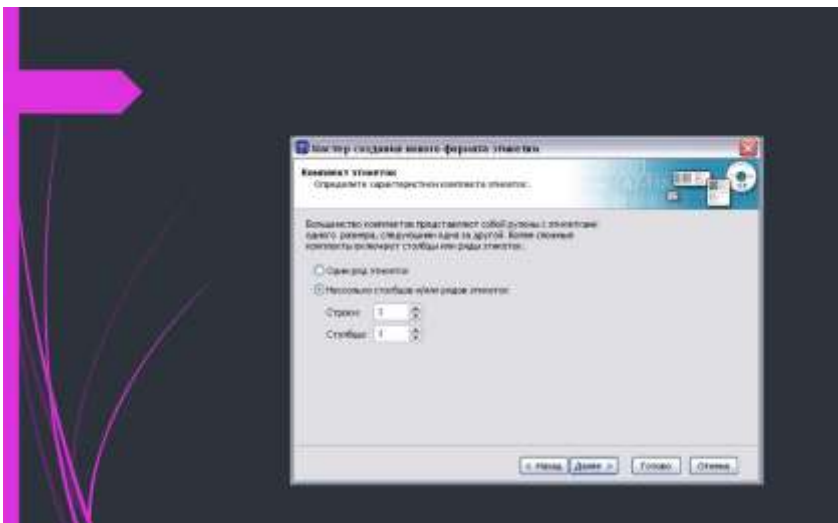 Мастер создания нового формата этикетки
Комплект этикеток
Определите характеристики комплекта этикеток.
Большинство комплектов представляют собой рулоны с этикетками
одного размера, следующими одна за другой. Более сложные
комплекты включают столбцы или ряды этикеток.
Один ряд этикеток
Несколько столбцов и/или рядов этикеток
Строки:
Столбцы: 1
< Назад Далее > Готово Отмена